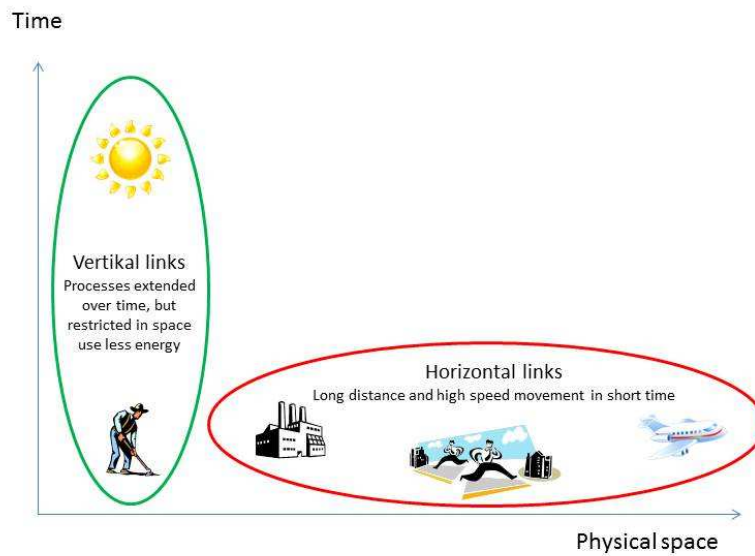 Time
Vertikal links
Processes extended
over time, but
restricted in space
use less energy
Horizontal links
Long distance and high speed movement in short time
Physical space